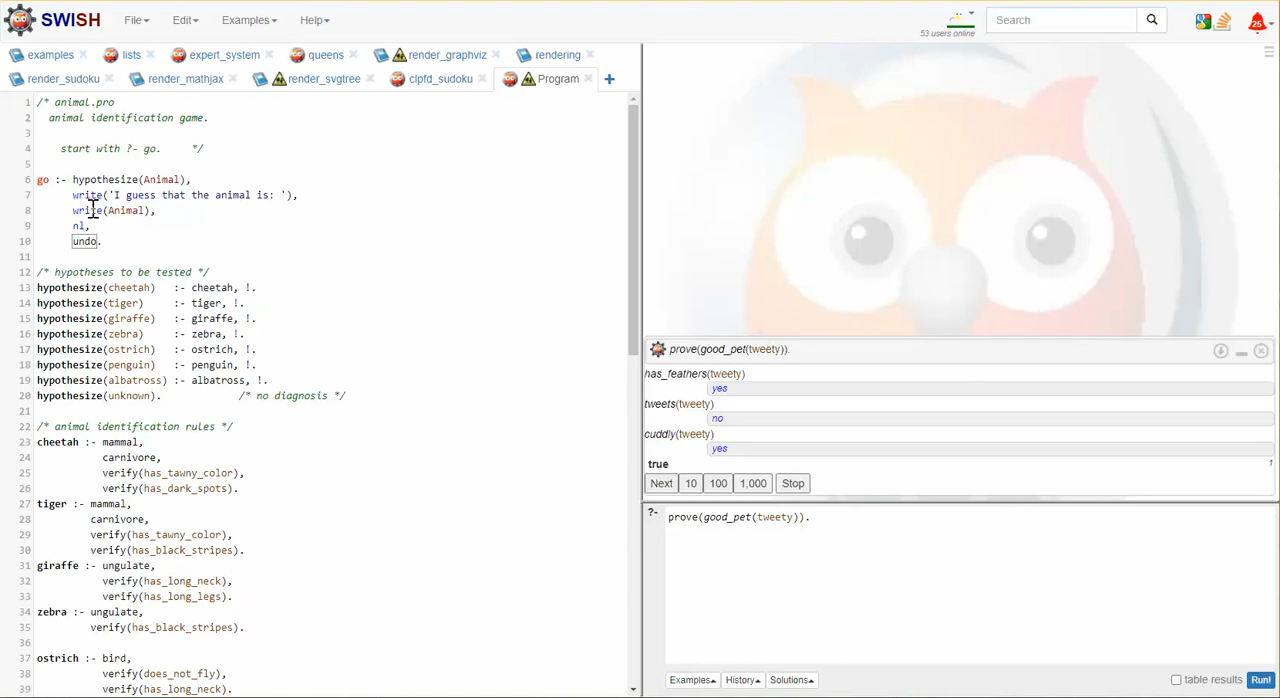 SWISH File Edit Examples Help 53 users online Search 25
examples lists expert_system queens render_graphviz rendering
render_sudoku render_mathjax render_svgtree clpfd_sudoku Program
1 /* animal.pro
2 animal identification game.
3
4 start with ?- go. */
5
6 go :- hypothesize(Animal),
7 write('I guess that the animal is: '),
8 write(Animal),
9 nl,
10 undo.
11
12 /* hypotheses to be tested */
13 hypothesize(cheetah) :- cheetah, !.
14 hypothesize(tiger) :- tiger, !.
15 hypothesize(giraffe) :- giraffe, !.
16 hypothesize(zebra) :- zebra, !.
17 hypothesize(ostrich) :- ostrich, !.
18 hypothesize(penguin) :- penguin, !.
19 hypothesize(albatross) :- albatross, !.
20 hypothesize(unknown). /* no diagnosis */
21
22 /* animal identification rules */
23 cheetah :- mammal,
24 carnivore,
25 verify(has_tawny_color),
26 verify(has_dark_spots).
27 tiger :- mammal,
28 carnivore,
29 verify(has_tawny_color),
30 verify(has_black_stripes).
31 giraffe :- ungulate,
32 verify(has_long_neck),
33 verify(has_long_legs).
34 zebra :- ungulate,
35 verify(has_black_stripes).
36
37 ostrich :- bird,
38 verify(does_not_fly),
39 verify(has_long_neck).
prove(good_pet(tweety)).
has_feathers(tweety)
yes
tweets(tweety)
no
cuddly(tweety)
yes
true 1
Next 10 100 1,000 Stop
?- prove(good_pet(tweety)).
Examples History Solutions table results Run!